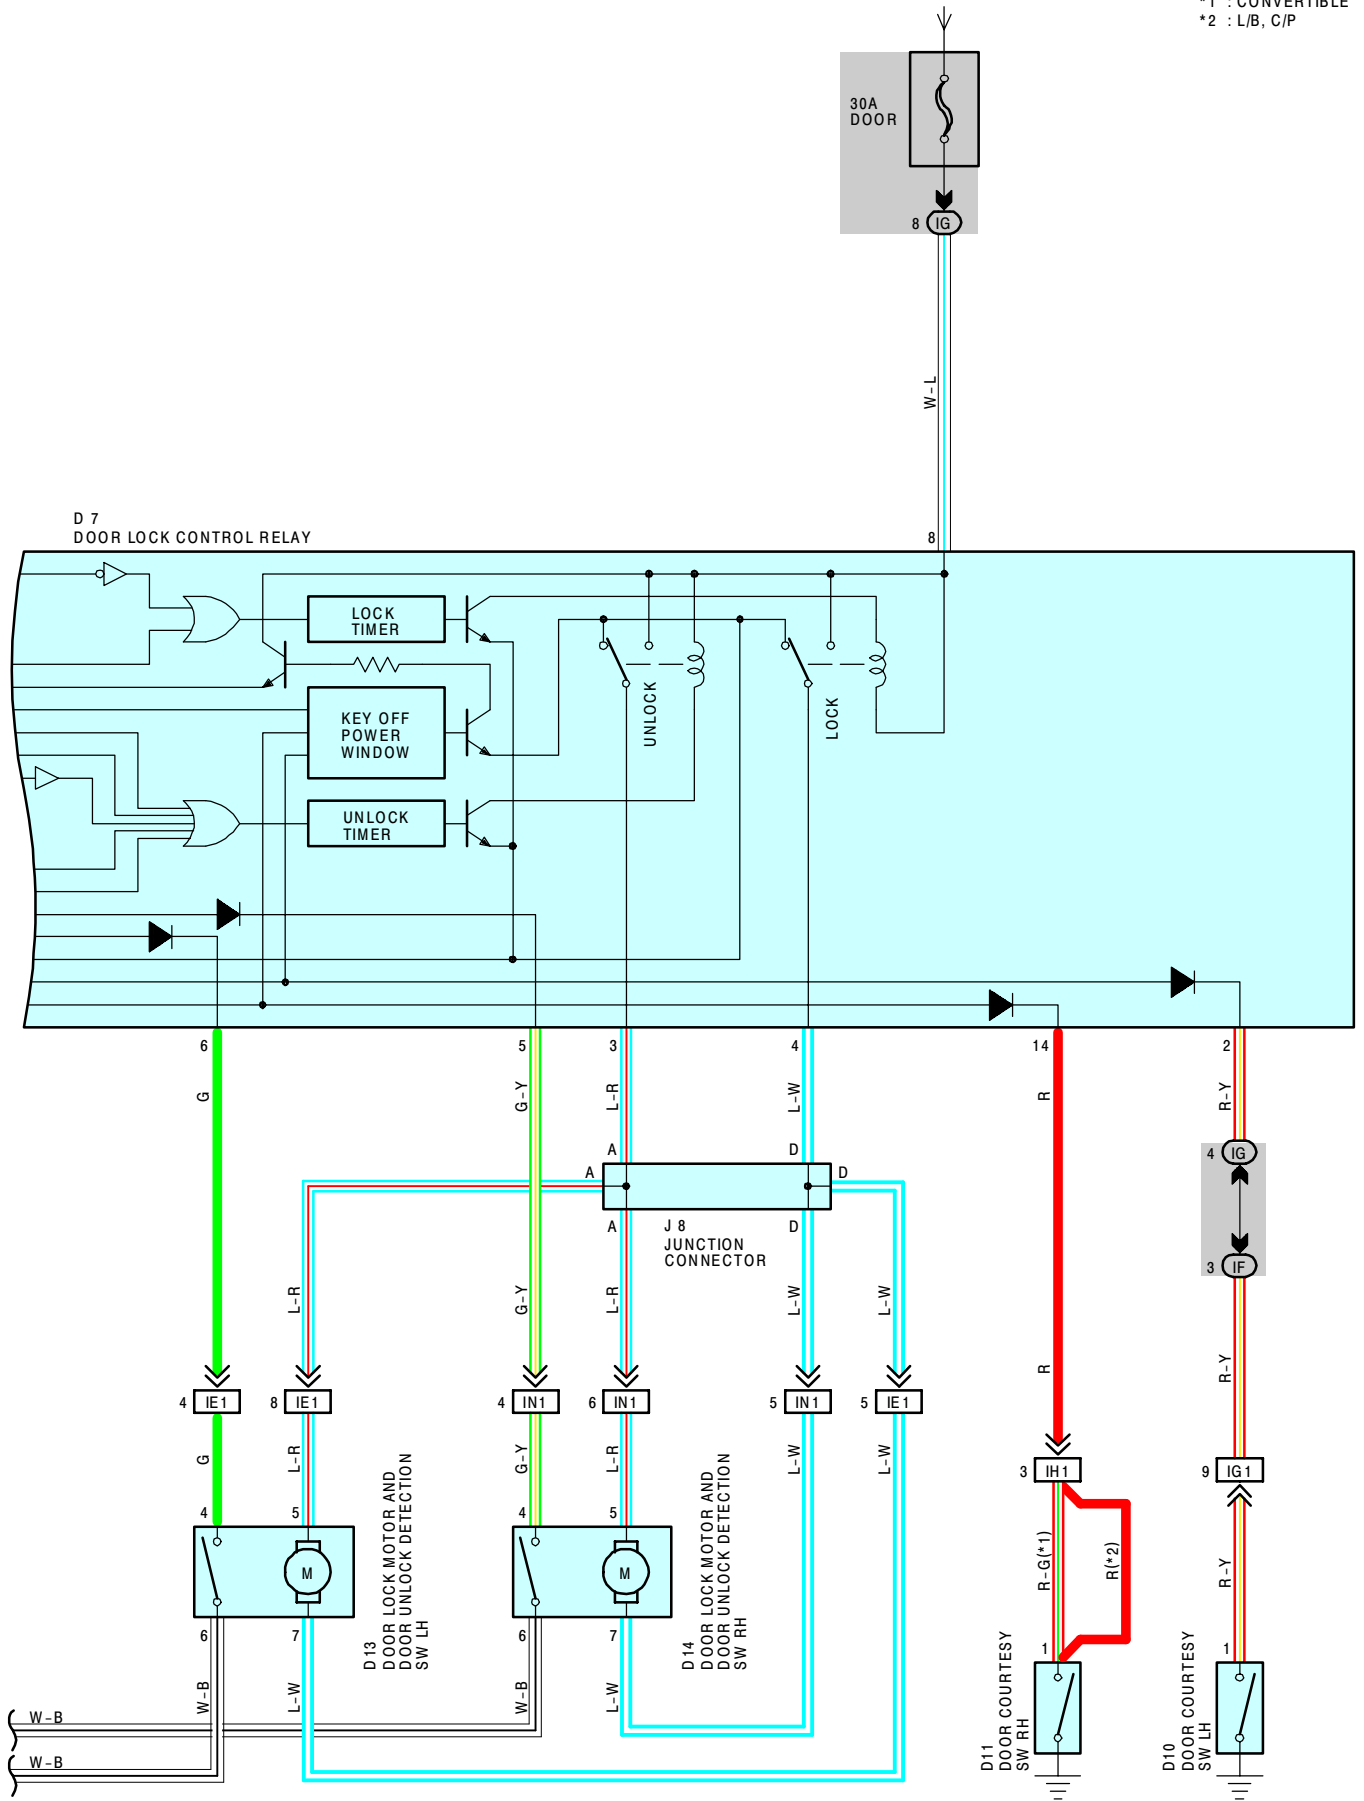 *1 : CONVERTIBLE
*2 : L/B, C/P
30A
DOOR
8 IG
W-L
D 7
DOOR LOCK CONTROL RELAY
8
LOCK
TIMER
KEY OFF
POWER
WINDOW
UNLOCK
TIMER
UNLOCK
LOCK
6 5 3 4 14 2
G G-Y L-R L-W R R-Y
A D
A D
A D
J 8
JUNCTION
CONNECTOR
4 IG
3 IF
L-R G-Y L-R L-W L-W R R-Y
4 IE1 8 IE1 4 IN1 6 IN1 5 IN1 5 IE1
3 IH1 9 IG1
G L-R G-Y L-R L-W L-W
R-G(*1) R(*2) R-Y
4 5 4 5
M M
6 7 6 7
D13
DOOR LOCK MOTOR AND
DOOR UNLOCK DETECTION
SW LH
D14
DOOR LOCK MOTOR AND
DOOR UNLOCK DETECTION
SW RH
1 1
W-B L-W W-B L-W
D11
DOOR COURTESY
SW RH
D10
DOOR COURTESY
SW LH
W-B
W-B